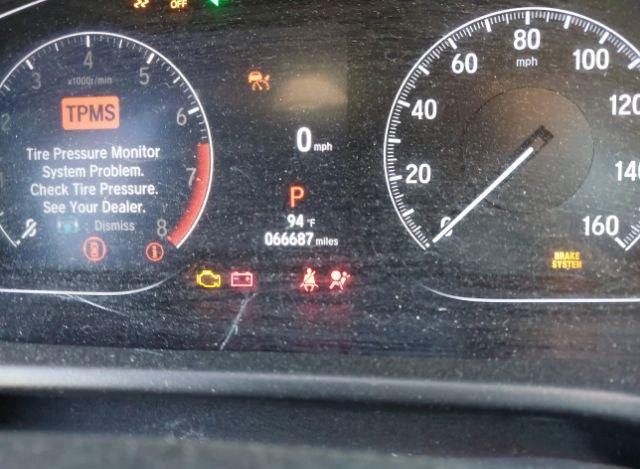 OFF
80
60
100
40
120
20
140
0
160
mph
x1000r/min
2
3
4
5
6
7
8
TPMS
Tire Pressure Monitor
System Problem.
Check Tire Pressure.
See Your Dealer.
: Dismiss
0 mph
P
94 °F
066687 miles
BRAKE
SYSTEM